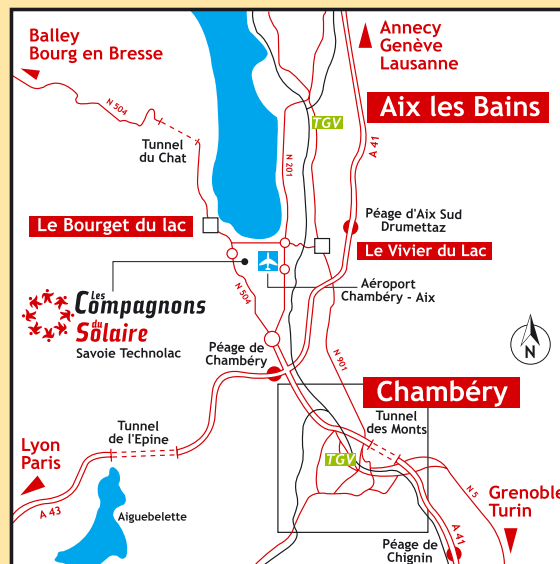 Balley
Bourg en Bresse
Annecy
Genève
Lausanne
Aix les Bains
N 504
TGV
A 41
Tunnel
du Chat
N 201
Péage d'Aix Sud
Drumettaz
Le Bourget du lac
Le Vivier du Lac
Aéroport
Chambéry - Aix
Les
Compagnons
du
Solaire
Savoie Technolac
N 504
N
Péage de
Chambéry
N 901
Chambéry
Tunnel
des Monts
Tunnel
de l'Epine
Lyon
Paris
TGV
A 43
Aiguebelette
N 5
Grenoble
Turin
A 41
Péage de
Chignin